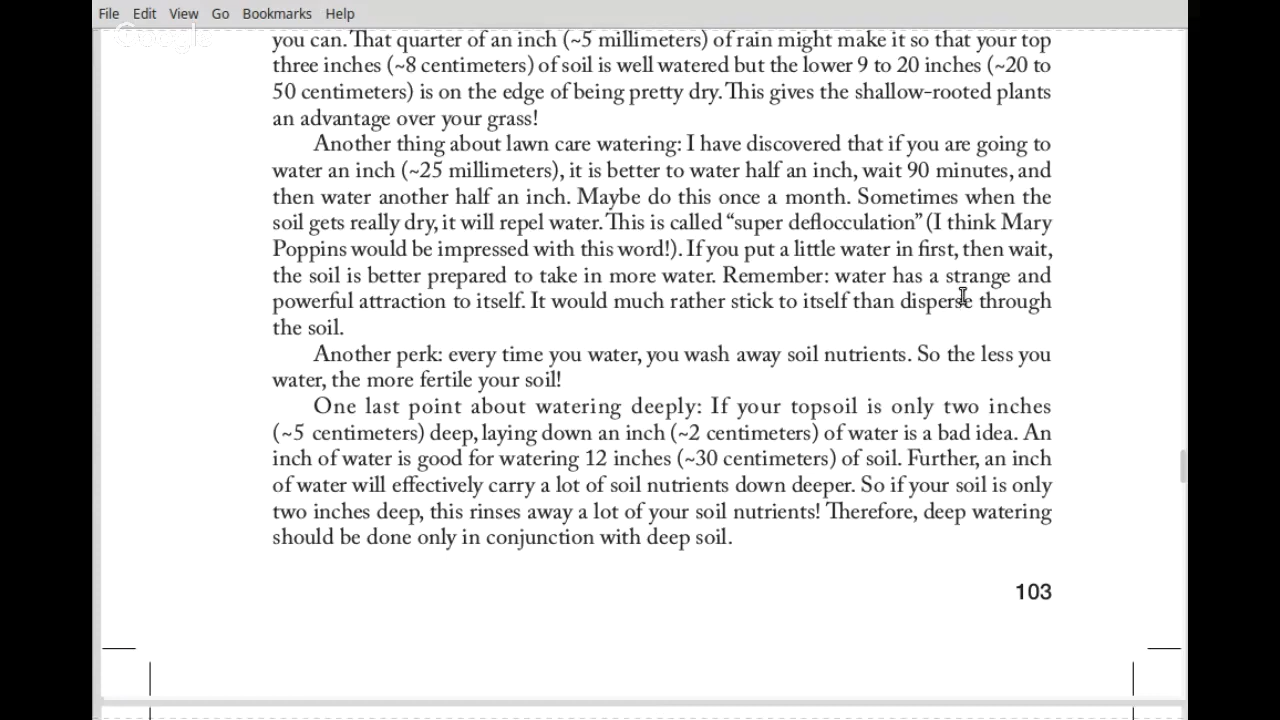 File Edit View Go Bookmarks Help
Google
you can. That quarter of an inch (~5 millimeters) of rain might make it so that your top
three inches (~8 centimeters) of soil is well watered but the lower 9 to 20 inches (~20 to
50 centimeters) is on the edge of being pretty dry. This gives the shallow-rooted plants
an advantage over your grass!
Another thing about lawn care watering: I have discovered that if you are going to
water an inch (~25 millimeters), it is better to water half an inch, wait 90 minutes, and
then water another half an inch. Maybe do this once a month. Sometimes when the
soil gets really dry, it will repel water. This is called “super deflocculation” (I think Mary
Poppins would be impressed with this word!). If you put a little water in first, then wait,
the soil is better prepared to take in more water. Remember: water has a strange and
powerful attraction to itself. It would much rather stick to itself than disperse through
the soil.
Another perk: every time you water, you wash away soil nutrients. So the less you
water, the more fertile your soil!
One last point about watering deeply: If your topsoil is only two inches
(~5 centimeters) deep, laying down an inch (~2 centimeters) of water is a bad idea. An
inch of water is good for watering 12 inches (~30 centimeters) of soil. Further, an inch
of water will effectively carry a lot of soil nutrients down deeper. So if your soil is only
two inches deep, this rinses away a lot of your soil nutrients! Therefore, deep watering
should be done only in conjunction with deep soil.
103